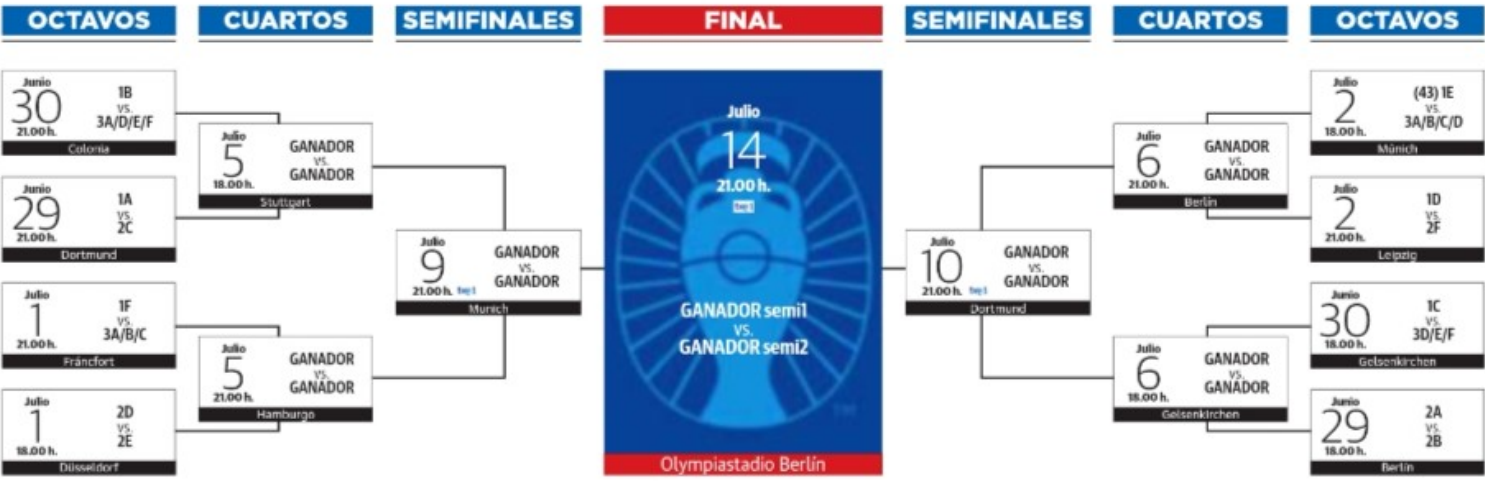 OCTAVOS
CUARTOS
SEMIFINALES
FINAL
SEMIFINALES
CUARTOS
OCTAVOS
Junio
30
21.00 h.
1B
VS.
3A/D/E/F
Colonia
Junio
29
21.00 h.
1A
VS.
2C
Dortmund
Julio
1
21.00 h.
1F
VS.
3A/B/C
Fráncfort
Julio
1
18.00 h.
2D
VS.
2E
Düsseldorf
Julio
5
18.00 h.
GANADOR
VS.
GANADOR
Stuttgart
Julio
5
21.00 h.
GANADOR
VS.
GANADOR
Hamburgo
Julio
9
21.00 h.
GANADOR
VS.
GANADOR
Munich
Julio
14
21.00 h.
GANADOR semi1
VS.
GANADOR semi2
Olympiastadio Berlín
Julio
10
21.00 h.
GANADOR
VS.
GANADOR
Dortmund
Julio
6
21.00 h.
GANADOR
VS.
GANADOR
Berlín
Julio
6
18.00 h.
GANADOR
VS.
GANADOR
Gelsenkirchen
Julio
2
18.00 h.
(43) 1E
VS.
3A/B/C/D
Múnich
Julio
2
21.00 h.
1D
VS.
2F
Leipzig
Junio
30
18.00 h.
1C
VS.
3D/E/F
Gelsenkirchen
Junio
29
18.00 h.
2A
VS.
2B
Berlín